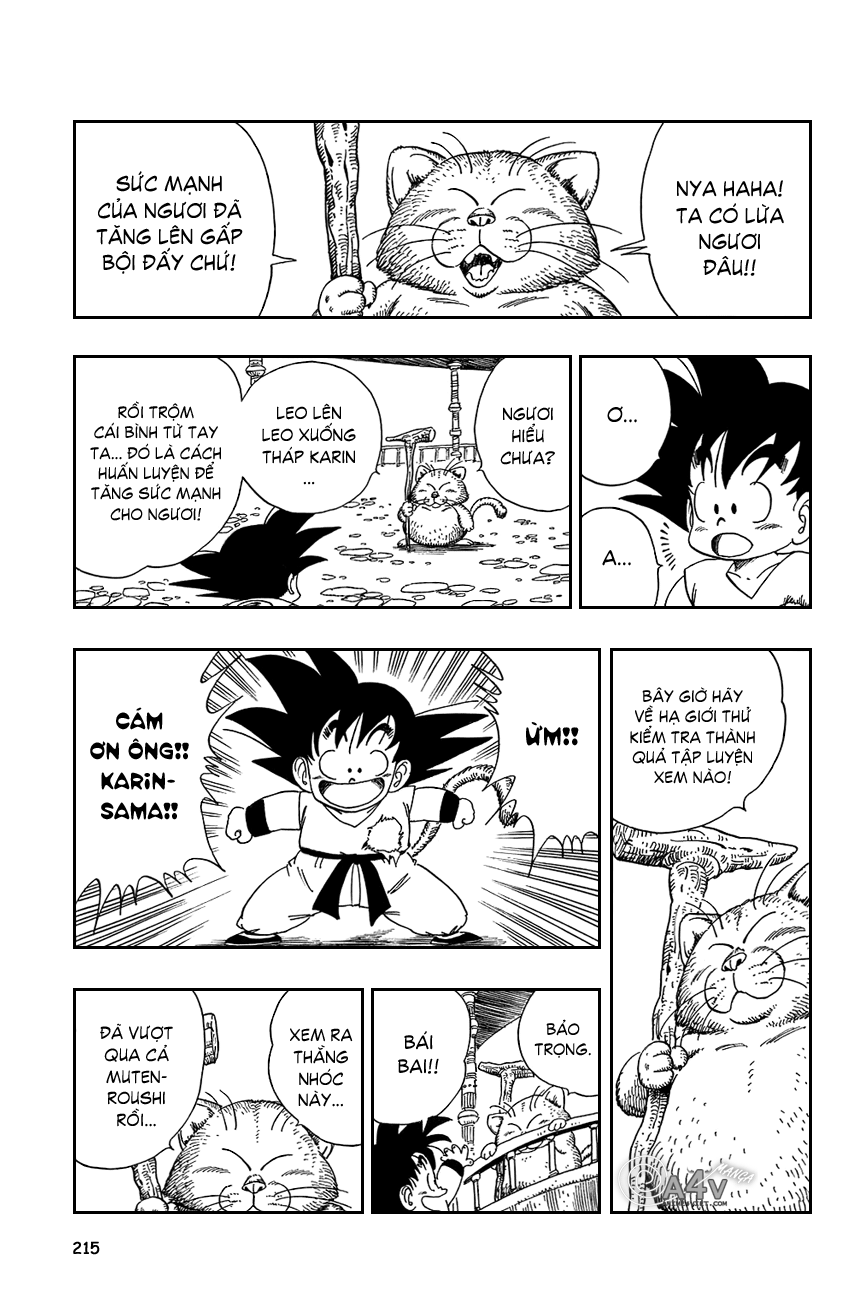 NYA HAHA!
TA CÓ LỪA
NGƯƠI
ĐÂU!!
SỨC MẠNH
CỦA NGƯƠI ĐÃ
TĂNG LÊN GẤP
BỘI ĐẤY CHỨ!
Ơ...
A...
NGƯƠI
HIỂU
CHƯA?
LEO LÊN
LEO XUỐNG
THÁP KARIN
...
RỒI TRỘM
CÁI BÌNH TỪ TAY
TA... ĐÓ LÀ CÁCH
HUẤN LUYỆN ĐỂ
TĂNG SỨC MẠNH
CHO NGƯƠI!
BÂY GIỜ HÃY
VỀ HẠ GIỚI THỬ
KIỂM TRA THÀNH
QUẢ TẬP LUYỆN
XEM NÀO!
ỪM!!
CÁM
ƠN ÔNG!!
KARIN-
SAMA!!
BẢO
TRỌNG.
BÁI
BAI!!
XEM RA
THẰNG
NHÓC
NÀY...
ĐÃ VƯỢT
QUA CẢ
MUTEN-
ROUSHI
RỒI...
MANGA
A4V
215